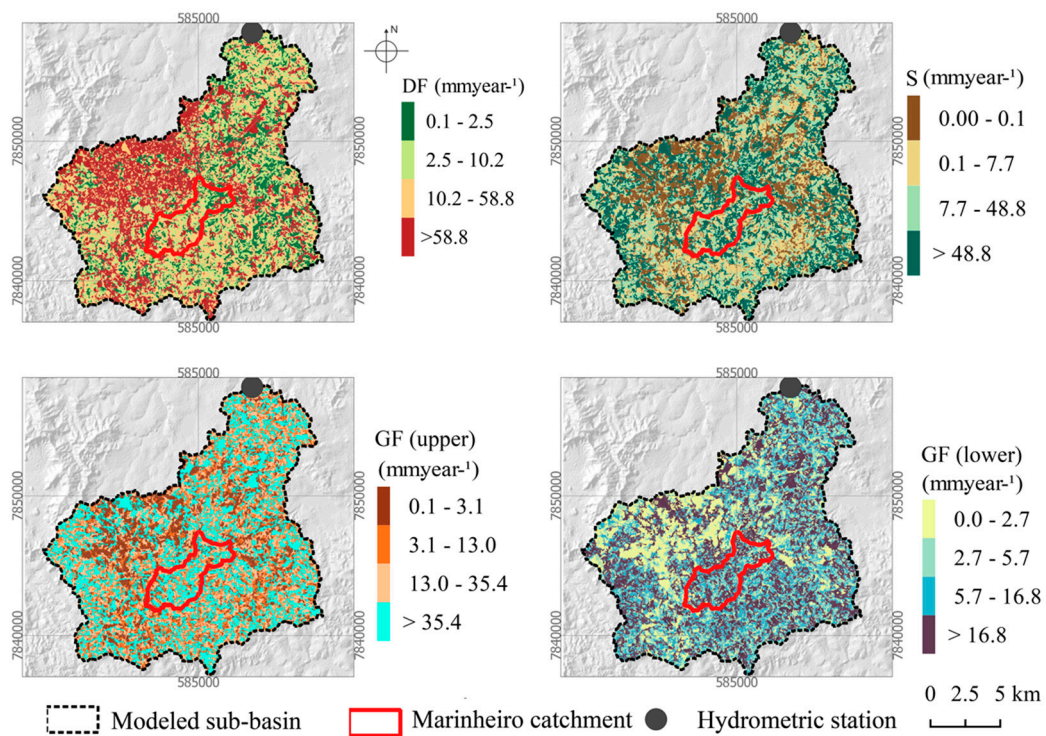 585000
585000
N
DF (mmyear-¹)
0.1 - 2.5
2.5 - 10.2
10.2 - 58.8
>58.8
7850000
7840000
585000
S (mmyear-¹)
0.00 - 0.1
0.1 - 7.7
7.7 - 48.8
> 48.8
7850000
7840000
585000
585000
585000
GF (upper)
(mmyear-¹)
0.1 - 3.1
3.1 - 13.0
13.0 - 35.4
> 35.4
7850000
7840000
585000
GF (lower)
(mmyear-¹)
0.0 - 2.7
2.7 - 5.7
5.7 - 16.8
> 16.8
7850000
7840000
585000
0 2.5 5 km
Modeled sub-basin
Marinheiro catchment
Hydrometric station